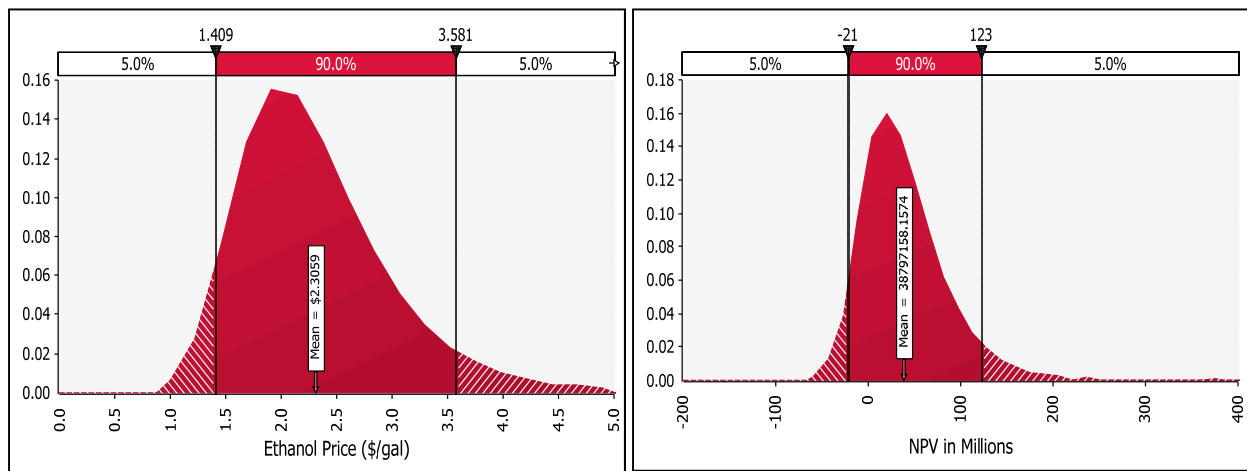 1.409 3.581
5.0% 90.0% 5.0%
0.16
0.14
0.12
0.10
0.08
0.06
0.04
0.02
0.00
Mean = $2.3059
0.0 0.5 1.0 1.5 2.0 2.5 3.0 3.5 4.0 4.5 5.0
Ethanol Price ($/gal)
-21 123
5.0% 90.0% 5.0%
0.18
0.16
0.14
0.12
0.10
0.08
0.06
0.04
0.02
0.00
Mean = 38797158.1574
-200 -100 0 100 200 300 400
NPV in Millions